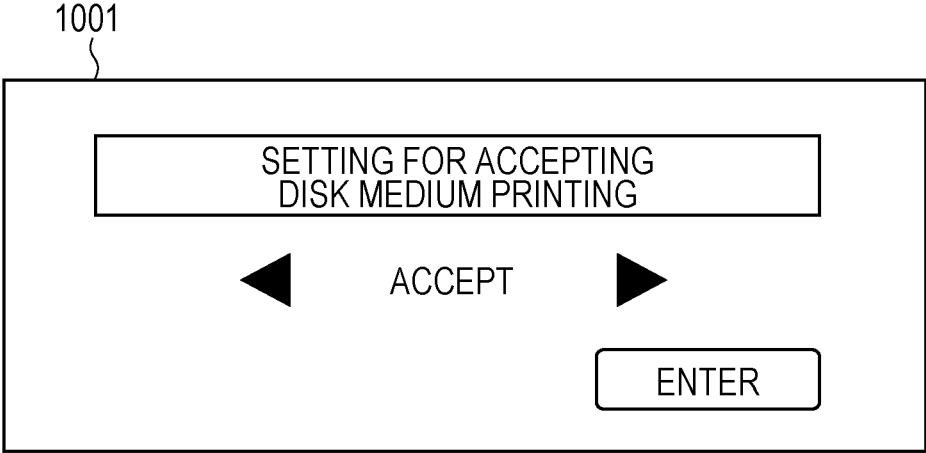 1001
SETTING FOR ACCEPTING
DISK MEDIUM PRINTING
ACCEPT
ENTER